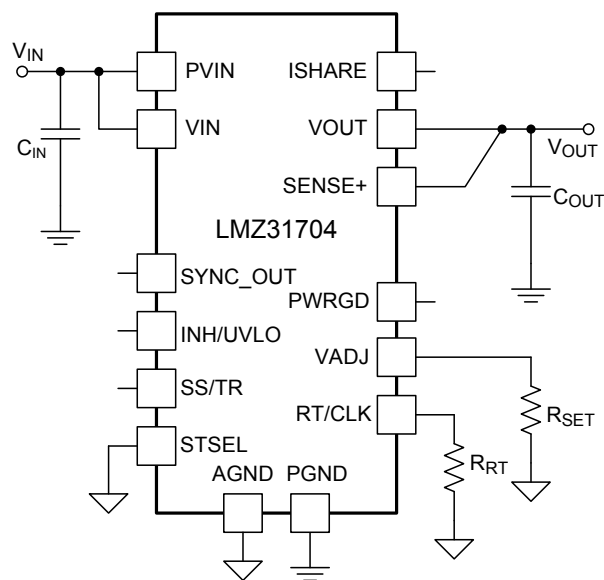 VIN
PVIN
ISHARE
VIN
VOUT
CIN
VOUT
SENSE+
COUT
LMZ31704
SYNC_OUT
PWRGD
INH/UVLO
VADJ
SS/TR
RT/CLK
RSET
STSEL
AGND
PGND
RRT